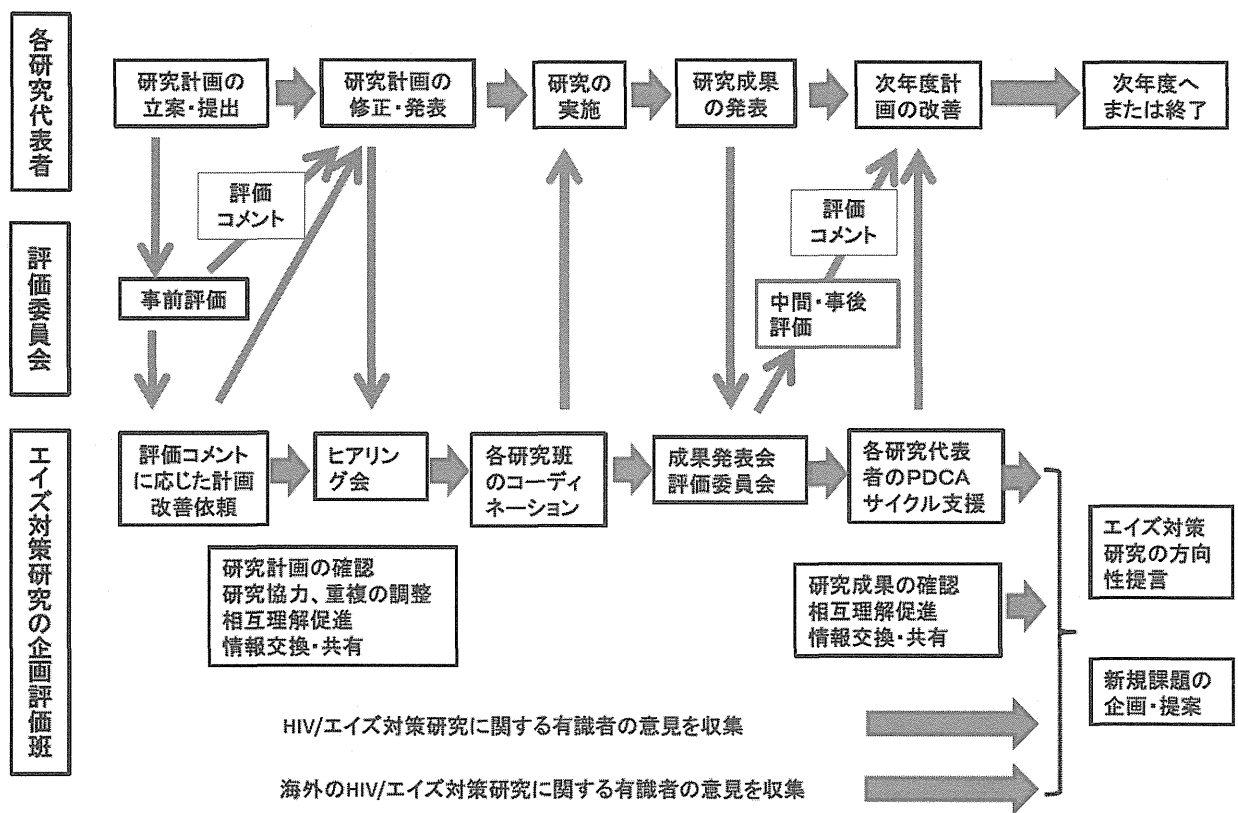 各研究代表者
研究計画の
立案・提出
研究計画の
修正・発表
研究の
実施
研究成果
の発表
次年度計
画の改善
次年度へ
または終了
評価
コメント
評価
コメント
評価委員会
事前評価
中間・事後
評価
エイズ対策研究の企画評価班
評価コメント
に応じた計画
改善依頼
ヒアリン
グ会
各研究班
のコーディ
ネーション
成果発表会
評価委員会
各研究代表
者のPDCA
サイクル支援
エイズ対策
研究の方向
性提言
研究計画の確認
研究協力、重複の調整
相互理解促進
情報交換・共有
研究成果の確認
相互理解促進
情報交換・共有
新規課題の
企画・提案
HIV/エイズ対策研究に関する有識者の意見を収集
海外のHIV/エイズ対策研究に関する有識者の意見を収集